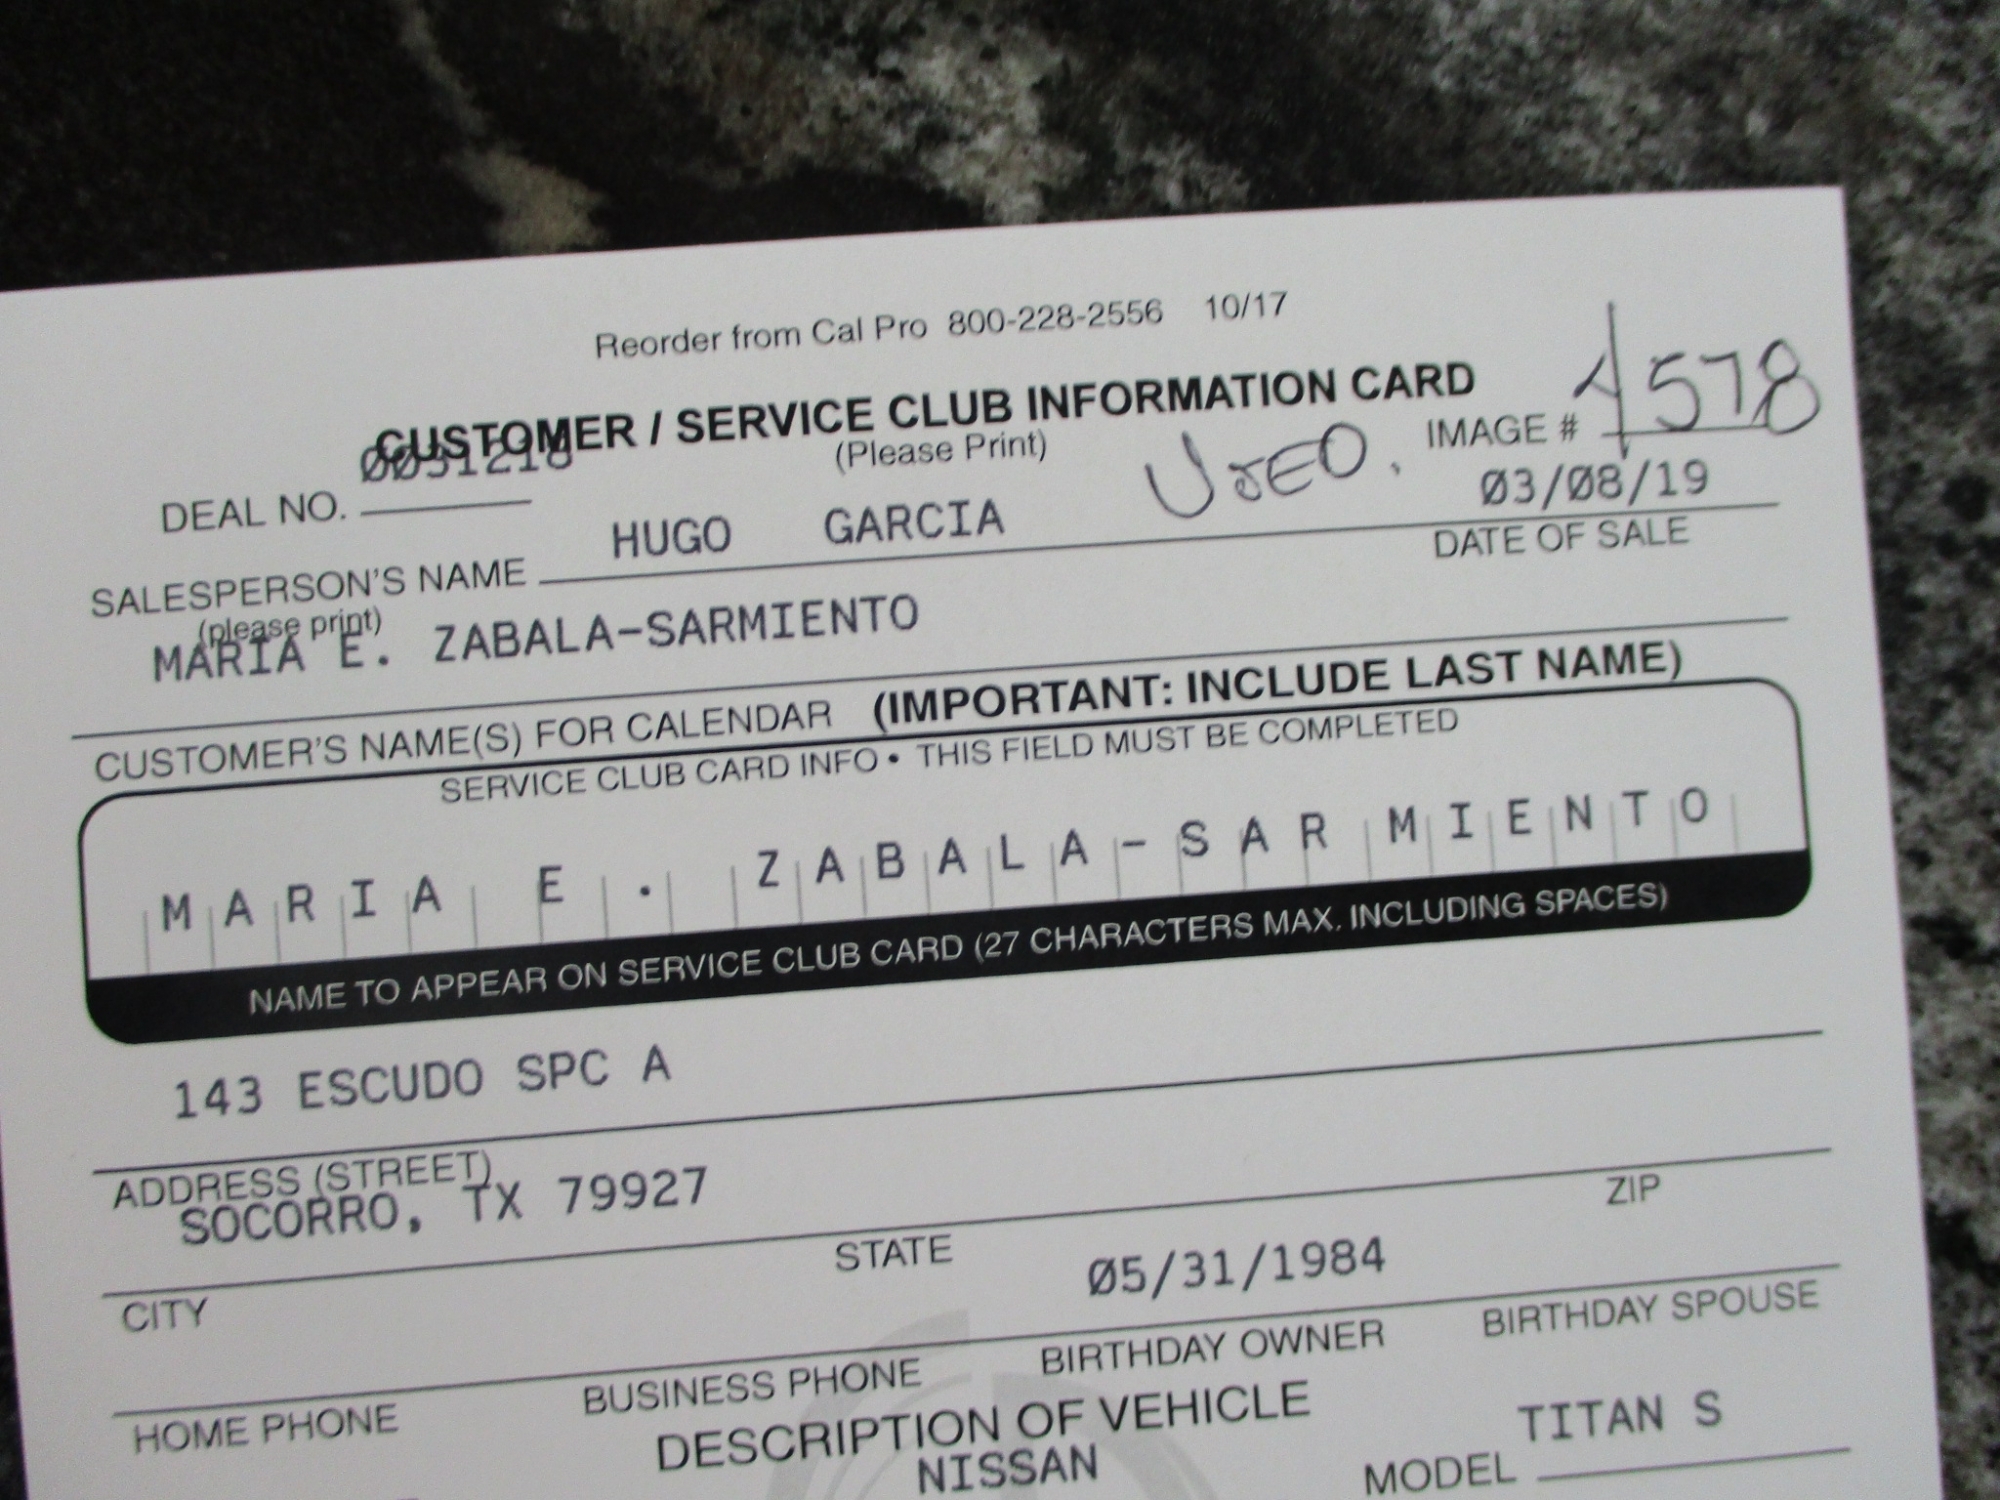 Reorder from Cal Pro 800-228-2556 10/17
CUSTOMER / SERVICE CLUB INFORMATION CARD
(Please Print)
IMAGE # 4578
DEAL NO. 0031218
USED.
03/08/19
DATE OF SALE
SALESPERSON'S NAME HUGO GARCIA
(please print)
MARIA E. ZABALA-SARMIENTO
CUSTOMER'S NAME(S) FOR CALENDAR (IMPORTANT: INCLUDE LAST NAME)
SERVICE CLUB CARD INFO • THIS FIELD MUST BE COMPLETED
MARIA E. ZABALA-SARMIENTO
NAME TO APPEAR ON SERVICE CLUB CARD (27 CHARACTERS MAX. INCLUDING SPACES)
143 ESCUDO SPC A
ADDRESS (STREET)
SOCORRO, TX 79927
CITY STATE ZIP
05/31/1984
HOME PHONE BUSINESS PHONE BIRTHDAY OWNER BIRTHDAY SPOUSE
DESCRIPTION OF VEHICLE
NISSAN
MODEL TITAN S